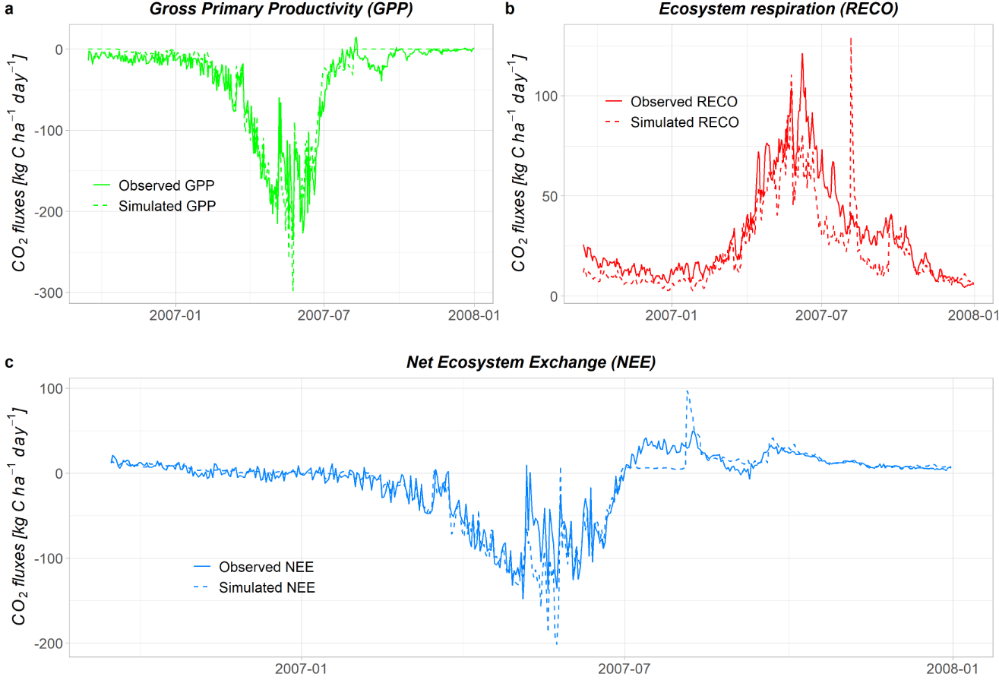 a
Gross Primary Productivity (GPP)
CO₂ fluxes [kg C ha⁻¹ day⁻¹]
0
-100
-200
-300
Observed GPP
Simulated GPP
2007-01
2007-07
2008-01
b
Ecosystem respiration (RECO)
CO₂ fluxes [kg C ha⁻¹ day⁻¹]
100
50
0
Observed RECO
Simulated RECO
2007-01
2007-07
2008-01
c
Net Ecosystem Exchange (NEE)
CO₂ fluxes [kg C ha⁻¹ day⁻¹]
100
0
-100
-200
Observed NEE
Simulated NEE
2007-01
2007-07
2008-01